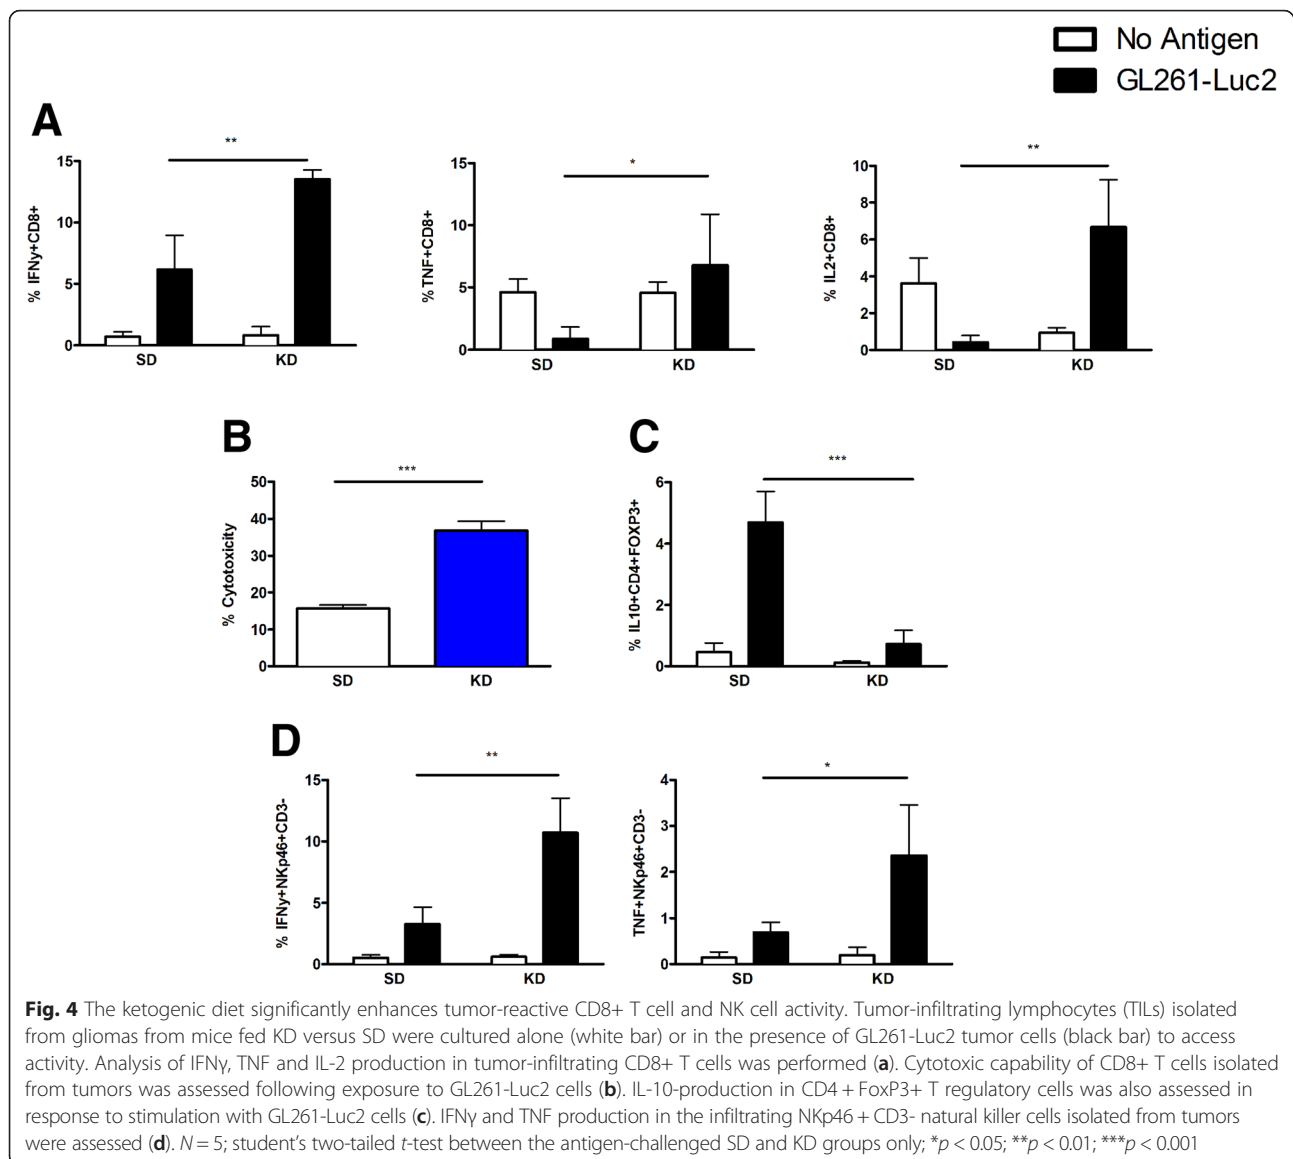 No Antigen
GL261-Luc2
A
**
15
10
5
0
% IFNγ+CD8+
SD KD
*
15
10
5
0
% TNF+CD8+
SD KD
**
10
8
6
4
2
0
% IL2+CD8+
SD KD
B
***
50
40
30
20
10
0
% Cytotoxicity
SD KD
C
***
6
4
2
0
% IL10+CD4+FOXP3+
SD KD
D
**
15
10
5
0
% IFNγ+NKp46+CD3-
SD KD
*
4
3
2
1
0
TNF+NKp46+CD3-
SD KD
Fig. 4 The ketogenic diet significantly enhances tumor-reactive CD8+ T cell and NK cell activity. Tumor-infiltrating lymphocytes (TILs) isolated
from gliomas from mice fed KD versus SD were cultured alone (white bar) or in the presence of GL261-Luc2 tumor cells (black bar) to access
activity. Analysis of IFNγ, TNF and IL-2 production in tumor-infiltrating CD8+ T cells was performed (a). Cytotoxic capability of CD8+ T cells isolated
from tumors was assessed following exposure to GL261-Luc2 cells (b). IL-10-production in CD4 + FoxP3+ T regulatory cells was also assessed in
response to stimulation with GL261-Luc2 cells (c). IFNγ and TNF production in the infiltrating NKp46 + CD3- natural killer cells isolated from tumors
were assessed (d). N = 5; student's two-tailed t-test between the antigen-challenged SD and KD groups only; *p < 0.05; **p < 0.01; ***p < 0.001